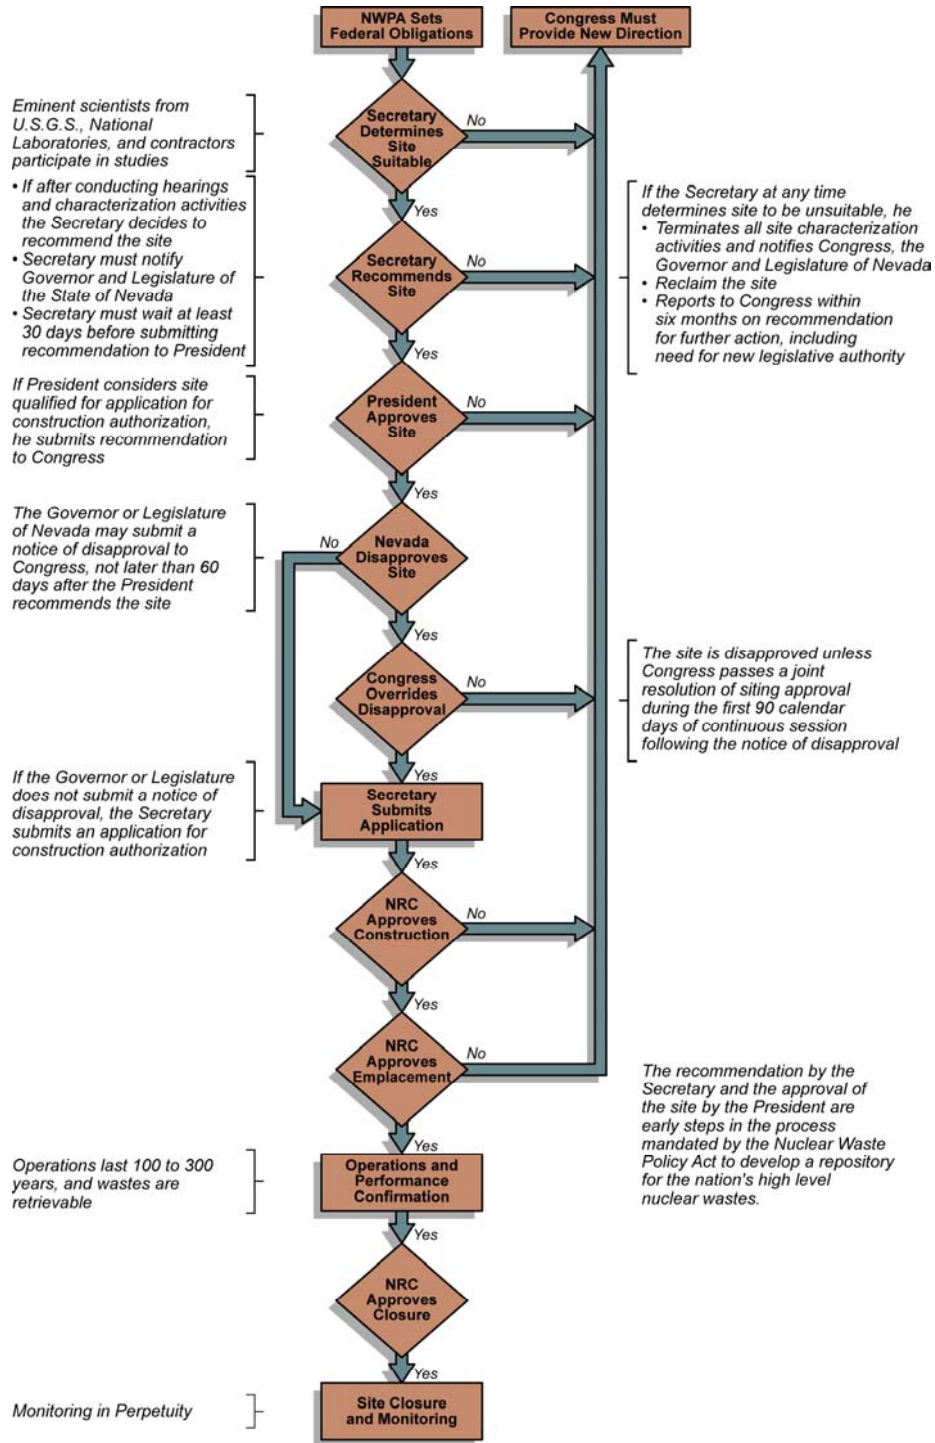 NWPA Sets
Federal Obligations
Congress Must
Provide New Direction
Eminent scientists from
U.S.G.S., National
Laboratories, and contractors
participate in studies
Secretary
Determines
Site
Suitable
No
Yes
• If after conducting hearings
and characterization activities
the Secretary decides to
recommend the site
• Secretary must notify
Governor and Legislature of
the State of Nevada
• Secretary must wait at least
30 days before submitting
recommendation to President
Secretary
Recommends
Site
No
Yes
If the Secretary at any time
determines site to be unsuitable, he
• Terminates all site characterization
activities and notifies Congress, the
Governor and Legislature of Nevada
• Reclaim the site
• Reports to Congress within
six months on recommendation
for further action, including
need for new legislative authority
If President considers site
qualified for application for
construction authorization,
he submits recommendation
to Congress
President
Approves
Site
No
Yes
The Governor or Legislature
of Nevada may submit a
notice of disapproval to
Congress, not later than 60
days after the President
recommends the site
No
Nevada
Disapproves
Site
Yes
Congress
Overrides
Disapproval
No
Yes
The site is disapproved unless
Congress passes a joint
resolution of siting approval
during the first 90 calendar
days of continuous session
following the notice of disapproval
If the Governor or Legislature
does not submit a notice of
disapproval, the Secretary
submits an application for
construction authorization
Secretary
Submits
Application
Yes
NRC
Approves
Construction
No
Yes
NRC
Approves
Emplacement
No
Yes
The recommendation by the
Secretary and the approval of
the site by the President are
early steps in the process
mandated by the Nuclear Waste
Policy Act to develop a repository
for the nation's high level
nuclear wastes.
Operations last 100 to 300
years, and wastes are
retrievable
Operations and
Performance
Confirmation
Yes
NRC
Approves
Closure
Yes
Monitoring in Perpetuity
Site Closure
and Monitoring